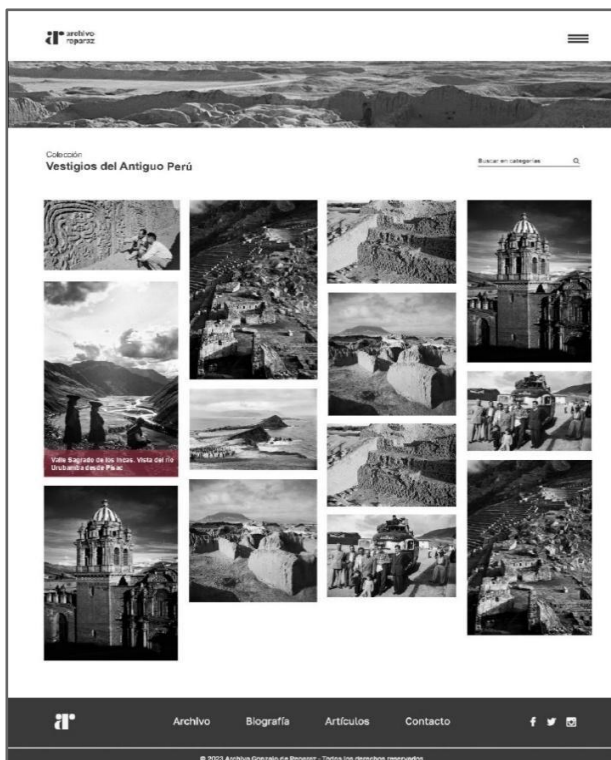 archivo
reparaz
Colección
Vestigios del Antiguo Perú
Buscar en categorías
Valle Sagrado de los Incas. Vista del río
Urubamba desde Písac
Archivo Biografía Artículos Contacto
© 2023 Archivo Gonzalo de Reparaz - Todos los derechos reservados